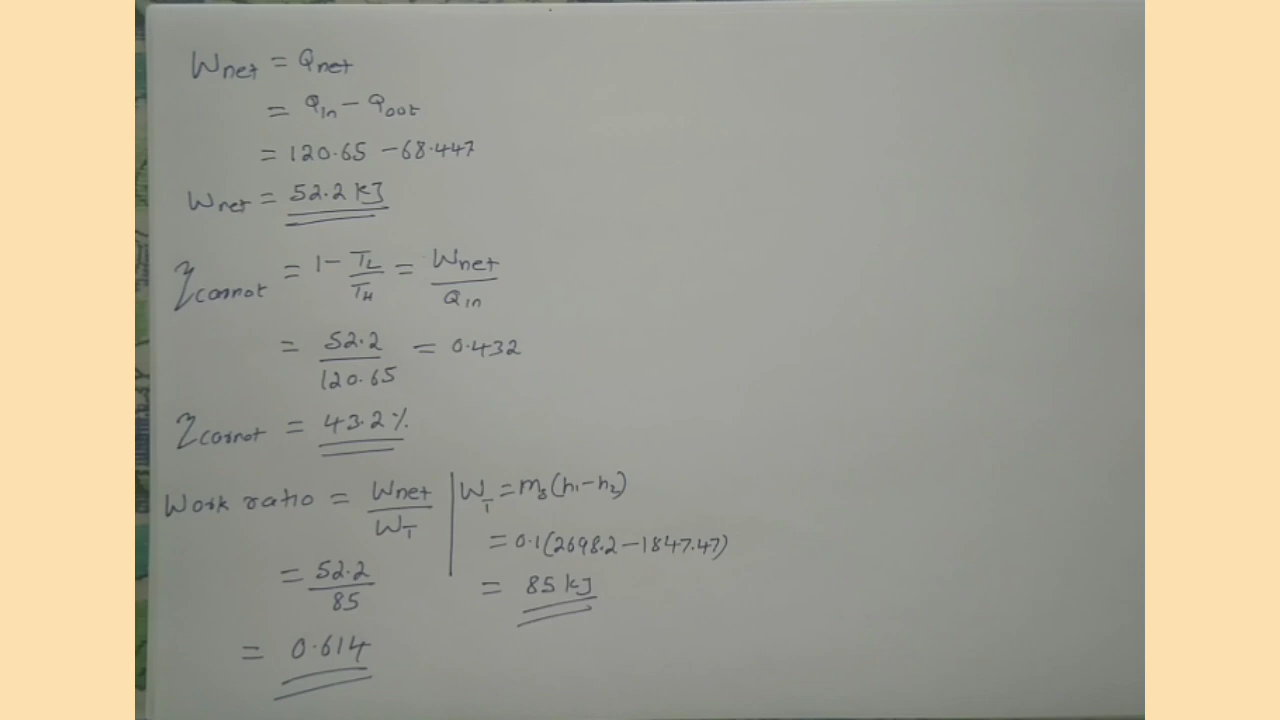 Wnet = Qnet
= Qin - Qout
= 120.65 - 68.447
Wnet = 52.2 kJ
ηcarnot = 1 - TL/TH = Wnet/Qin
= 52.2/120.65 = 0.432
ηcarnot = 43.2%
Work ratio = Wnet/WT
= 52.2/85
= 0.614
WT = ms(h1-h2)
= 0.1(2698.2-1847.47)
= 85 kJ